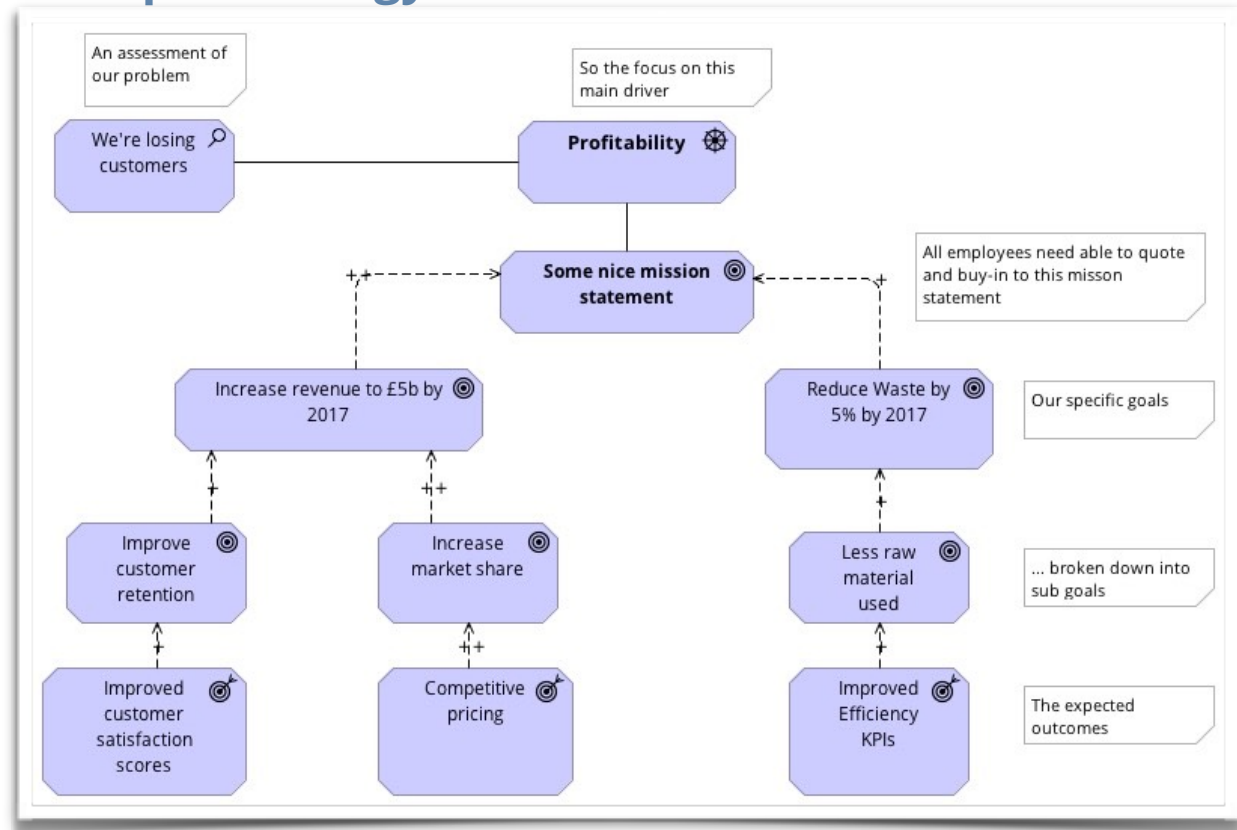 An assessment of
our problem
So the focus on this
main driver
We're losing
customers
Profitability
Some nice mission
statement
All employees need able to quote
and buy-in to this misson
statement
++
+
Increase revenue to £5b by
2017
Reduce Waste by
5% by 2017
Our specific goals
+
++
+
Improve
customer
retention
Increase
market share
Less raw
material
used
... broken down into
sub goals
+
++
+
Improved
customer
satisfaction
scores
Competitive
pricing
Improved
Efficiency
KPIs
The expected
outcomes